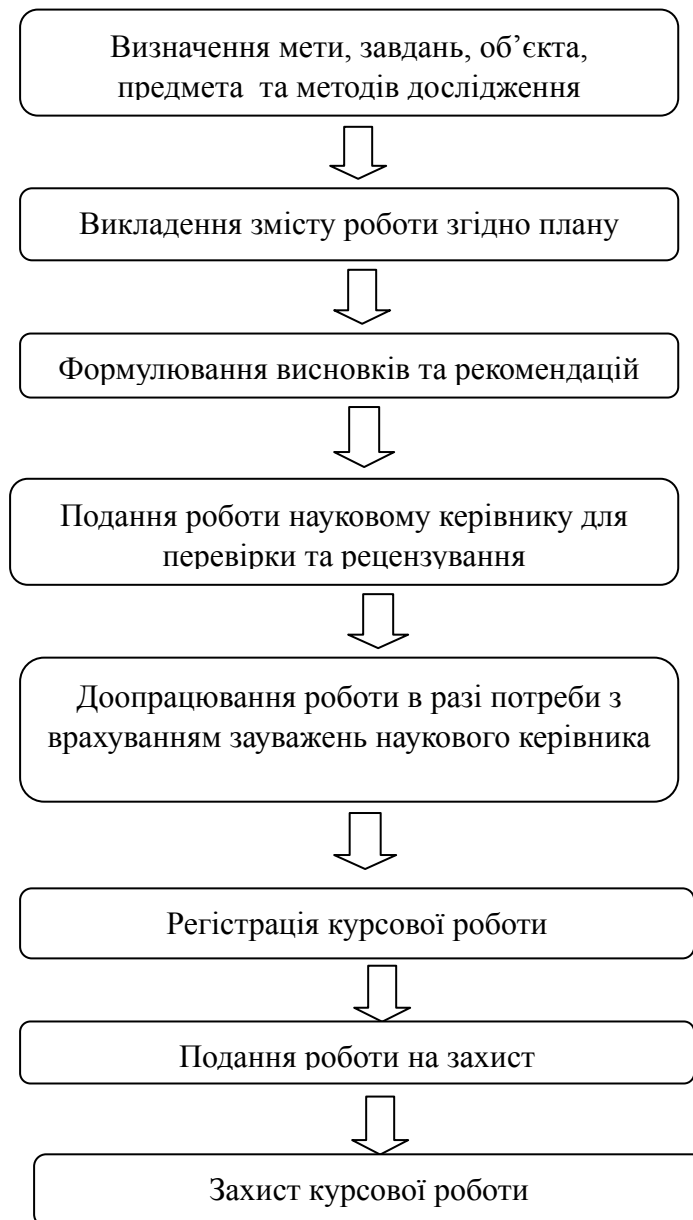 Визначення мети, завдань, об’єкта,
предмета та методів дослідження
Викладення змісту роботи згідно плану
Формулювання висновків та рекомендацій
Подання роботи науковому керівнику для
перевірки та рецензування
Доопрацювання роботи в разі потреби з
врахуванням зауважень наукового керівника
Регістрація курсової роботи
Подання роботи на захист
Захист курсової роботи